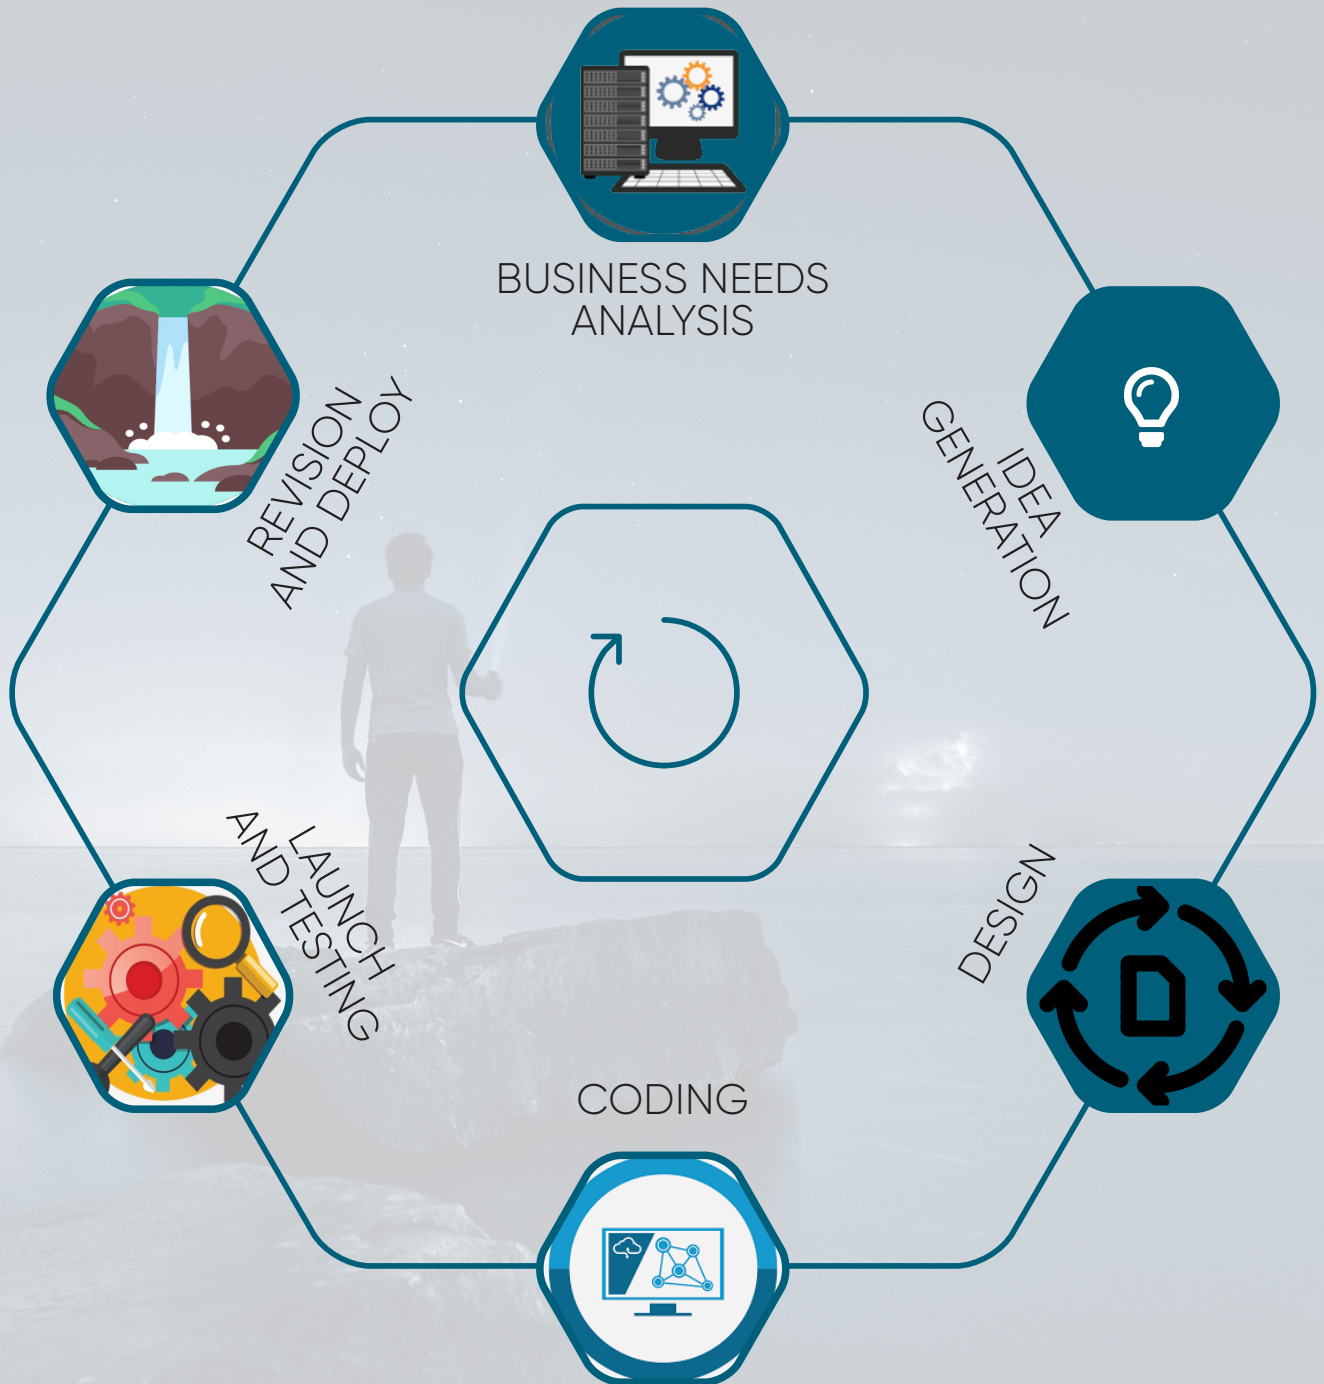 BUSINESS NEEDS
ANALYSIS
IDEA
GENERATION
DESIGN
CODING
LAUNCH
AND TESTING
REVISION
AND DEPLOY